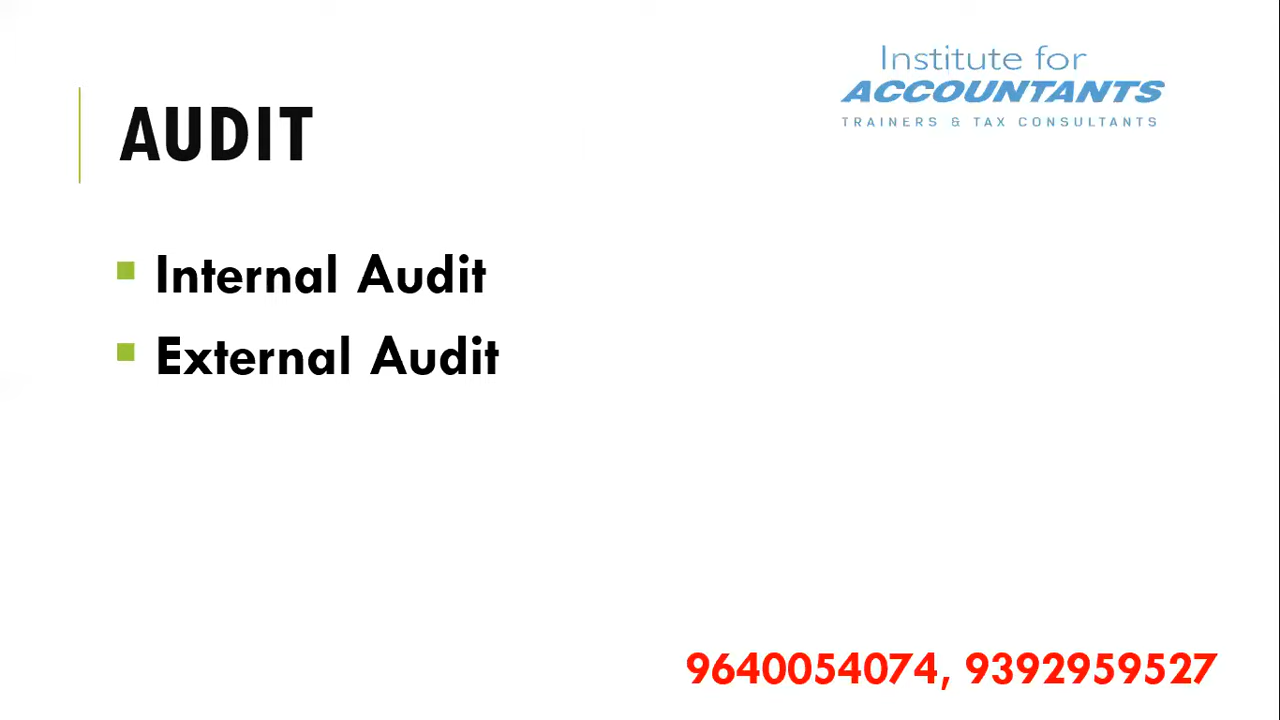 Institute for
ACCOUNTANTS
TRAINERS & TAX CONSULTANTS
AUDIT
Internal Audit
External Audit
9640054074, 9392959527